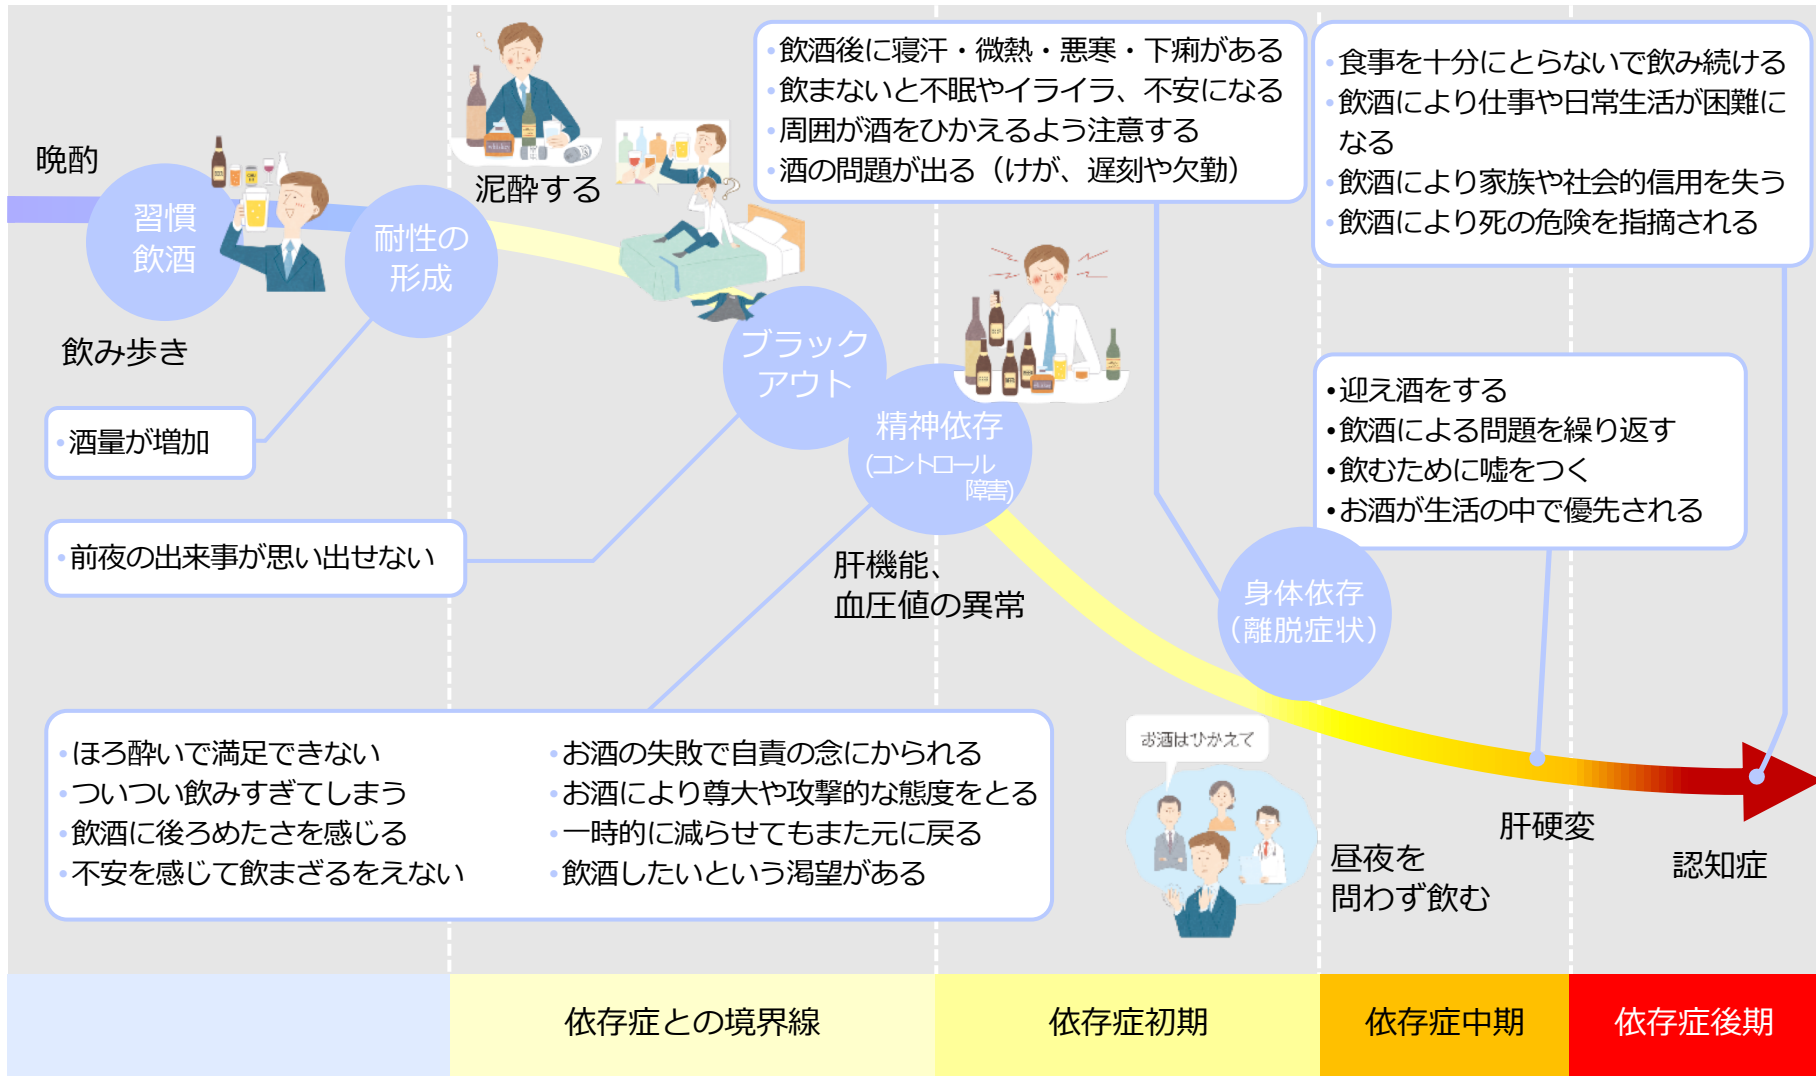 晩酌
習慣
飲酒
飲み歩き
耐性の
形成
・酒量が増加
泥酔する
ブラック
アウト
・前夜の出来事が思い出せない
精神依存
(コントロール
障害)
肝機能、
血圧値の異常
・ほろ酔いで満足できない
・ついつい飲みすぎてしまう
・飲酒に後ろめたさを感じる
・不安を感じて飲まざるをえない
・お酒の失敗で自責の念にかられる
・お酒により尊大や攻撃的な態度をとる
・一時的に減らせてもまた元に戻る
・飲酒したいという渇望がある
・飲酒後に寝汗・微熱・悪寒・下痢がある
・飲まないと不眠やイライラ、不安になる
・周囲が酒をひかえるよう注意する
・酒の問題が出る（けが、遅刻や欠勤）
身体依存
（離脱症状）
お酒はひかえて
・迎え酒をする
・飲酒による問題を繰り返す
・飲むために嘘をつく
・お酒が生活の中で優先される
昼夜を
問わず飲む
肝硬変
・食事を十分にとらないで飲み続ける
・飲酒により仕事や日常生活が困難に
なる
・飲酒により家族や社会的信用を失う
・飲酒により死の危険を指摘される
認知症
依存症との境界線
依存症初期
依存症中期
依存症後期